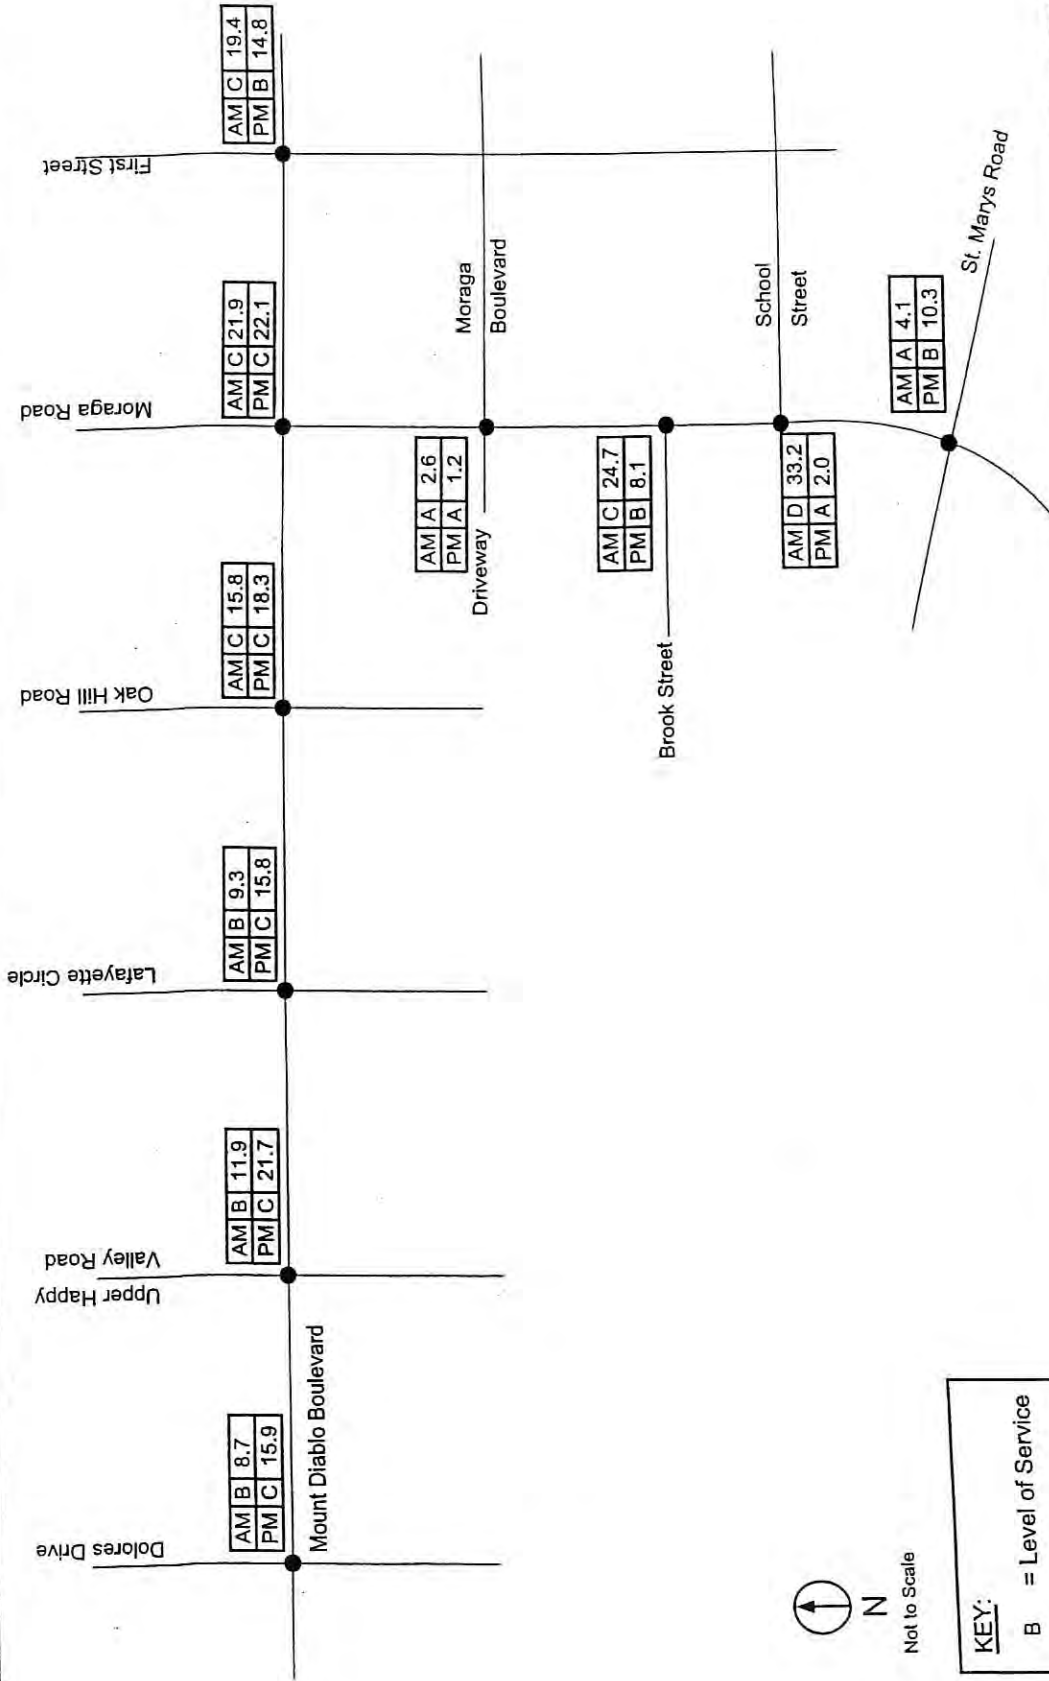 Dolores Drive
AM B 8.7
PM C 15.9
Upper Happy
Valley Road
AM B 11.9
PM C 21.7
Lafayette Circle
AM B 9.3
PM C 15.8
Oak Hill Road
AM C 15.8
PM C 18.3
Moraga Road
AM C 21.9
PM C 22.1
First Street
AM C 19.4
PM B 14.8
Mount Diablo Boulevard
AM A 2.6
PM A 1.2
Driveway
Moraga
Boulevard
AM C 24.7
PM B 8.1
Brook Street
School
Street
AM D 33.2
PM A 2.0
AM A 4.1
PM B 10.3
St. Marys Road
N
Not to Scale
KEY:
B = Level of Service